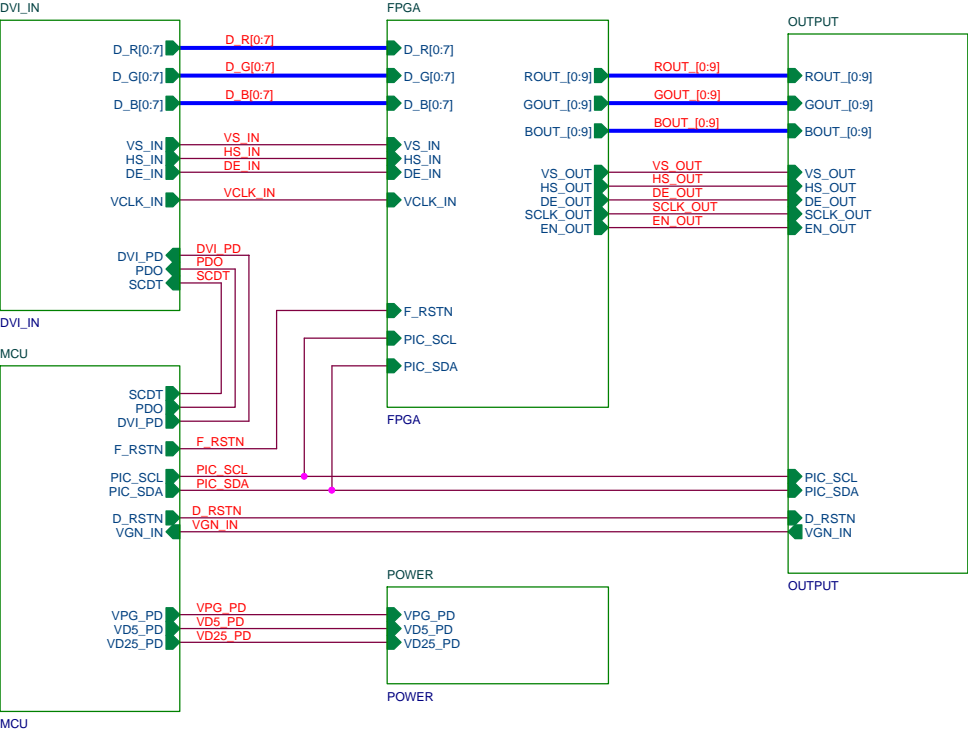 DVI_IN
D_R[0:7]
D_G[0:7]
D_B[0:7]
VS_IN
HS_IN
DE_IN
VCLK_IN
DVI_PD
PDO
SCDT
DVI_IN
D_R[0:7]
D_G[0:7]
D_B[0:7]
VS_IN
HS_IN
DE_IN
VCLK_IN
DVI_PD
PDO
SCDT
FPGA
D_R[0:7]
D_G[0:7]
D_B[0:7]
VS_IN
HS_IN
DE_IN
VCLK_IN
F_RSTN
PIC_SCL
PIC_SDA
ROUT_[0:9]
GOUT_[0:9]
BOUT_[0:9]
VS_OUT
HS_OUT
DE_OUT
SCLK_OUT
EN_OUT
FPGA
ROUT_[0:9]
GOUT_[0:9]
BOUT_[0:9]
VS_OUT
HS_OUT
DE_OUT
SCLK_OUT
EN_OUT
OUTPUT
ROUT_[0:9]
GOUT_[0:9]
BOUT_[0:9]
VS_OUT
HS_OUT
DE_OUT
SCLK_OUT
EN_OUT
PIC_SCL
PIC_SDA
D_RSTN
VGN_IN
OUTPUT
MCU
SCDT
PDO
DVI_PD
F_RSTN
PIC_SCL
PIC_SDA
D_RSTN
VGN_IN
VPG_PD
VD5_PD
VD25_PD
MCU
F_RSTN
PIC_SCL
PIC_SDA
D_RSTN
VGN_IN
VPG_PD
VD5_PD
VD25_PD
POWER
VPG_PD
VD5_PD
VD25_PD
POWER